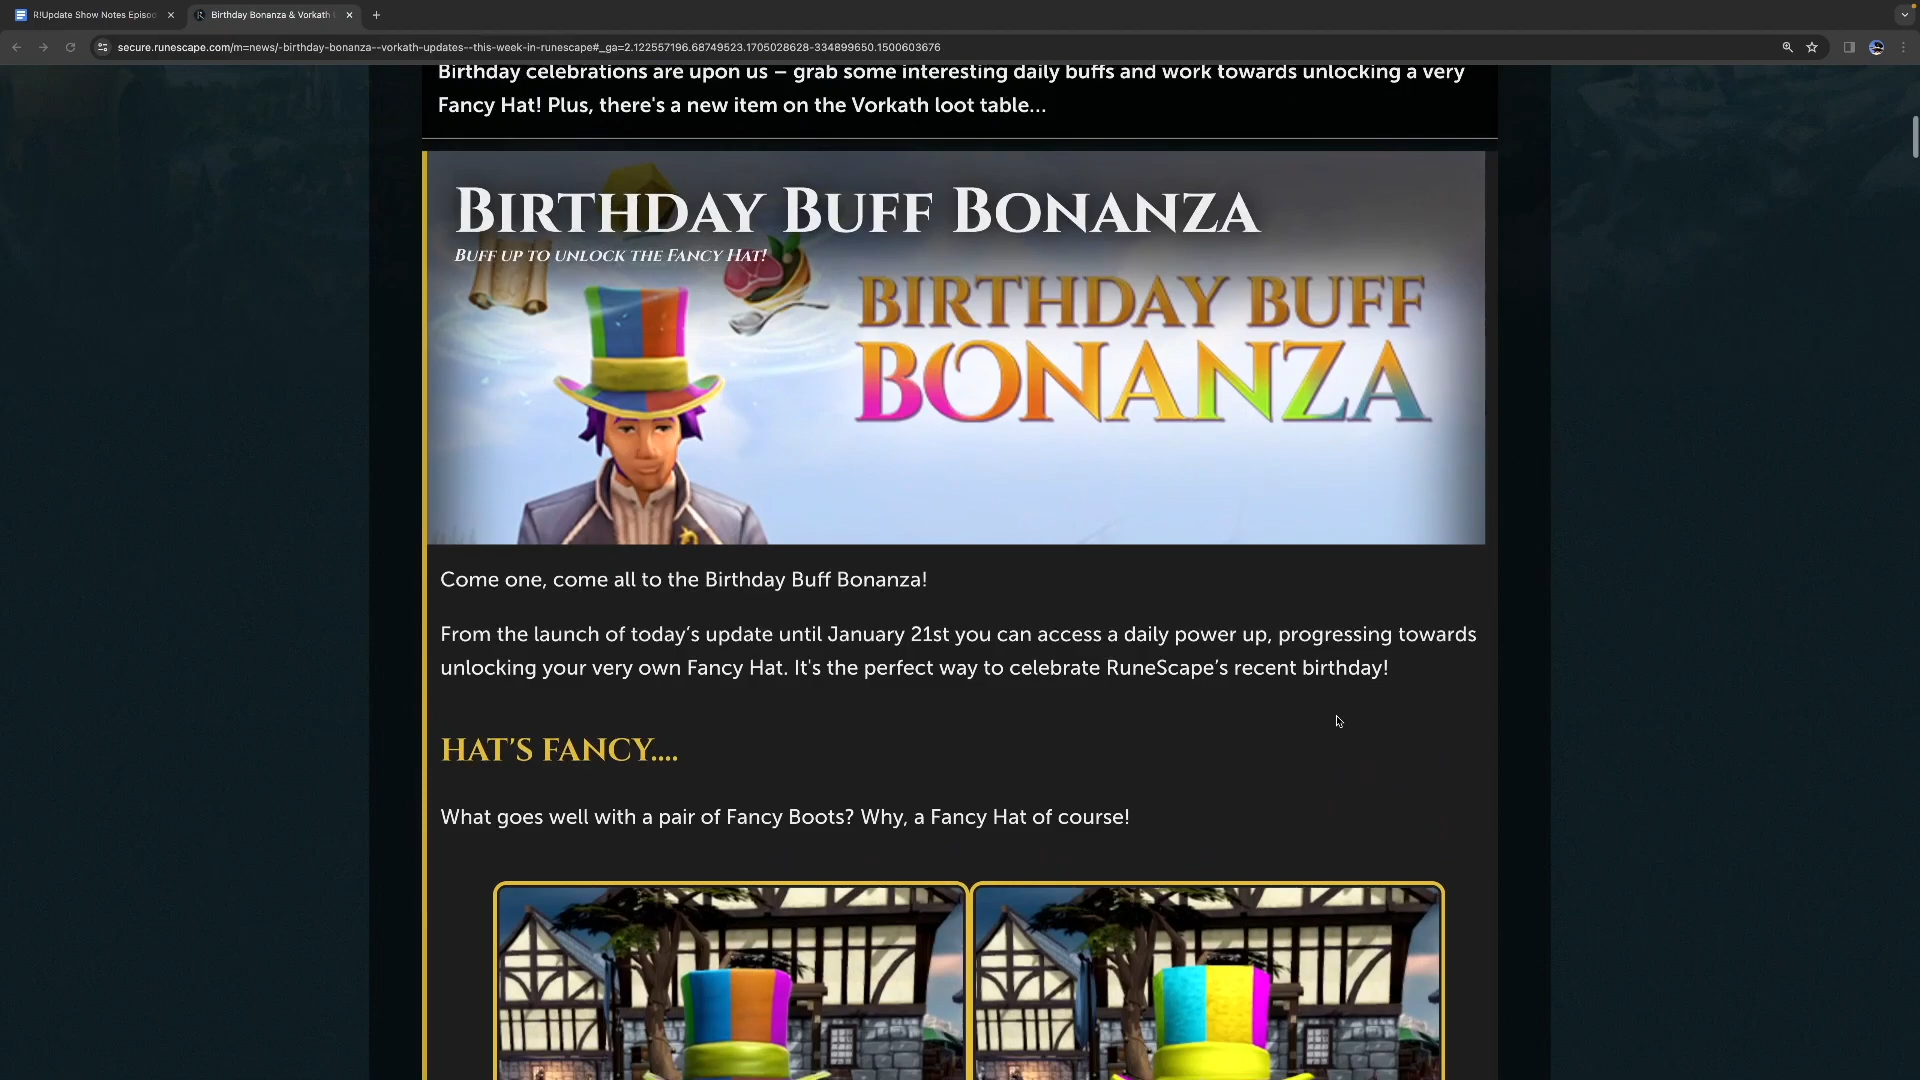 R!Update Show Notes Episo
Birthday Bonanza & Vorkath
secure.runescape.com/m=news/-birthday-bonanza--vorkath-updates--this-week-in-runescape#_ga=2.122557196.68749523.1705028628-334899650.1500603676
Birthday celebrations are upon us – grab some interesting daily buffs and work towards unlocking a very
Fancy Hat! Plus, there's a new item on the Vorkath loot table...
BIRTHDAY BUFF BONANZA
BUFF UP TO UNLOCK THE FANCY HAT!
BIRTHDAY BUFF
BONANZA
Come one, come all to the Birthday Buff Bonanza!
From the launch of today’s update until January 21st you can access a daily power up, progressing towards
unlocking your very own Fancy Hat. It's the perfect way to celebrate RuneScape’s recent birthday!
HAT'S FANCY....
What goes well with a pair of Fancy Boots? Why, a Fancy Hat of course!